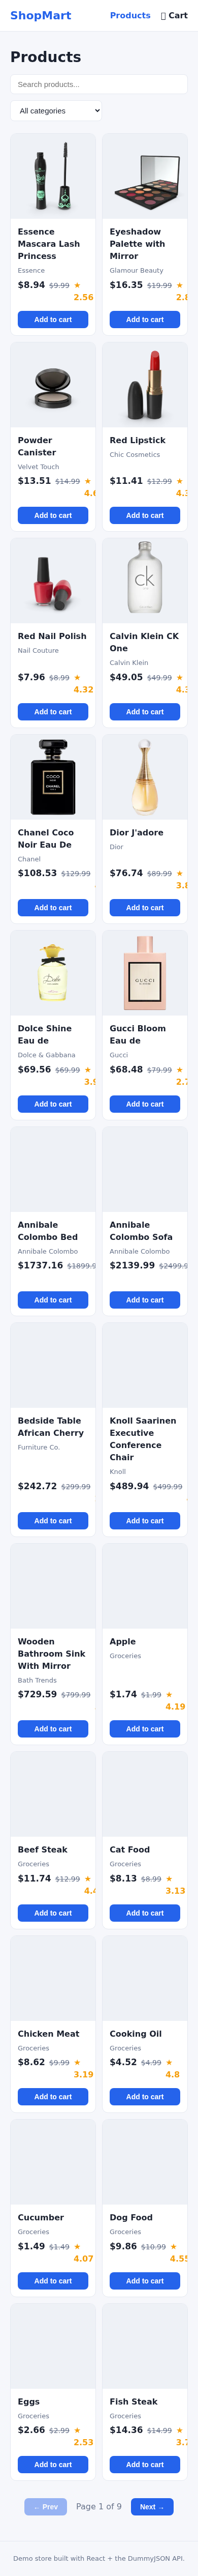 ShopMart Products Cart
Products
Search products...
All categories
Essence Mascara Lash Princess
Essence
$8.94 $9.99 ★ 2.56
Add to cart
Eyeshadow Palette with Mirror
Glamour Beauty
$16.35 $19.99 ★
Add to cart
Powder Canister
Velvet Touch
$13.51 $14.99 ★
Add to cart
Red Lipstick
Chic Cosmetics
$11.41 $12.99 ★
Add to cart
Red Nail Polish
Nail Couture
$7.96 $8.99 ★ 4.32
Add to cart
ck
Calvin Klein CK One
Calvin Klein
$49.05 $49.99 ★
Add to cart
COCO
CHANEL
Chanel Coco Noir Eau De
Chanel
$108.53 $129.99
Add to cart
Dior J'adore
Dior
$76.74 $89.99 ★
Add to cart
Dolce Shine Eau de
Dolce & Gabbana
$69.56 $69.99 ★
Add to cart
GUCCI
Gucci Bloom Eau de
Gucci
$68.48 $79.99 ★
Add to cart
Annibale Colombo Bed
Annibale Colombo
$1737.16 $1899.9
Add to cart
Annibale Colombo Sofa
Annibale Colombo
$2139.99 $2499.9
Add to cart
Bedside Table African Cherry
Furniture Co.
$242.72 $299.99
Add to cart
Knoll Saarinen Executive Conference Chair
Knoll
$489.94 $499.99
Add to cart
Wooden Bathroom Sink With Mirror
Bath Trends
$729.59 $799.99
Add to cart
Apple
Groceries
$1.74 $1.99 ★ 4.19
Add to cart
Beef Steak
Groceries
$11.74 $12.99 ★
Add to cart
Cat Food
Groceries
$8.13 $8.99 ★ 3.13
Add to cart
Chicken Meat
Groceries
$8.62 $9.99 ★ 3.19
Add to cart
Cooking Oil
Groceries
$4.52 $4.99 ★ 4.8
Add to cart
Cucumber
Groceries
$1.49 $1.49 ★ 4.07
Add to cart
Dog Food
Groceries
$9.86 $10.99 ★ 4.55
Add to cart
Eggs
Groceries
$2.66 $2.99 ★ 2.53
Add to cart
Fish Steak
Groceries
$14.36 $14.99 ★
Add to cart
← Prev Page 1 of 9 Next →
Demo store built with React + the DummyJSON API.